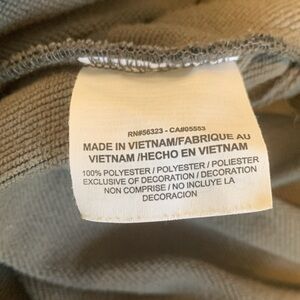 RN#56323 - CA#05553
MADE IN VIETNAM/FABRIQUE AU
VIETNAM /HECHO EN VIETNAM
100% POLYESTER / POLYESTER / POLIESTER
EXCLUSIVE OF DECORATION / DECORATION
NON COMPRISE / NO INCLUYE LA
DECORACION